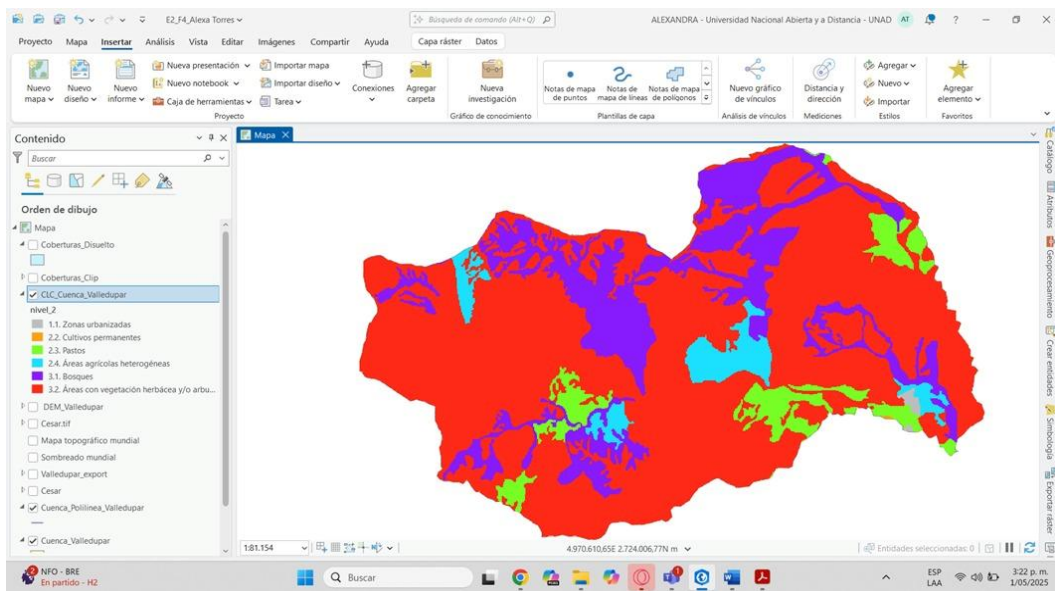 E2_F4_Alexa Torres
Búsqueda de comando (Alt+Q)
ALEXANDRA - Universidad Nacional Abierta y a Distancia - UNAD
AT
?
Proyecto Mapa Insertar Análisis Vista Editar Imágenes Compartir Ayuda Capa ráster Datos
Nuevo mapa
Nuevo diseño
Nuevo informe
Nueva presentación
Nuevo notebook
Caja de herramientas
Importar mapa
Importar diseño
Tarea
Proyecto
Conexiones
Agregar carpeta
Nueva investigación
Gráfico de conocimiento
Notas de mapa de puntos
Notas de mapa de líneas
Notas de mapa de polígonos
Plantillas de capa
Nuevo gráfico de vínculos
Análisis de vínculos
Distancia y dirección
Mediciones
Agregar
Nuevo
Importar
Estilos
Agregar elemento
Favoritos
Contenido
Buscar
Orden de dibujo
Mapa
Coberturas_Disuelto
Coberturas_Clip
CLC_Cuenca_Valledupar
nivel_2
1.1. Zonas urbanizadas
2.2. Cultivos permanentes
2.3. Pastos
2.4. Áreas agrícolas heterogéneas
3.1. Bosques
3.2. Áreas con vegetación herbácea y/o arbu...
DEM_Valledupar
Cesar.tif
Mapa topográfico mundial
Sombreado mundial
Valledupar_export
Cesar
Cuenca_Polilinea_Valledupar
Cuenca_Valledupar
Mapa
1:81.154
4.970.610,65E 2.724.006,77N m
Entidades seleccionadas: 0
Catálogo
Atributos
Geoprocesamiento
Crear entidades
Simbología
Exportar ráster
NFO - BRE
En partido - H2
Buscar
ESP
LAA
3:22 p. m.
1/05/2025